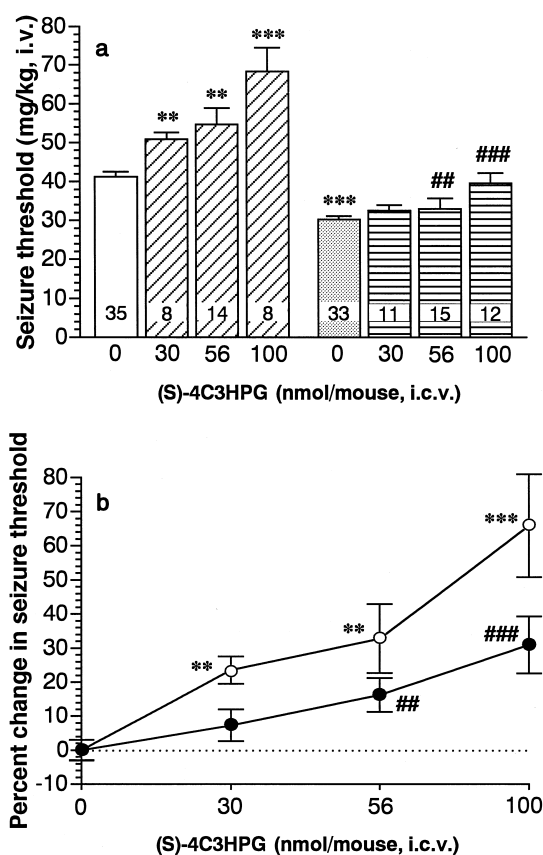 a
Seizure threshold (mg/kg, i.v.)
80
70
60
50
40
30
20
10
0
*** 
** ** 
*** ## ###
35 8 14 8 33 11 15 12
0 30 56 100 0 30 56 100
(S)-4C3HPG (nmol/mouse, i.c.v.)
b
Percent change in seizure threshold
80
70
60
50
40
30
20
10
0
-10
***
**
**
###
##
0 30 56 100
(S)-4C3HPG (nmol/mouse, i.c.v.)